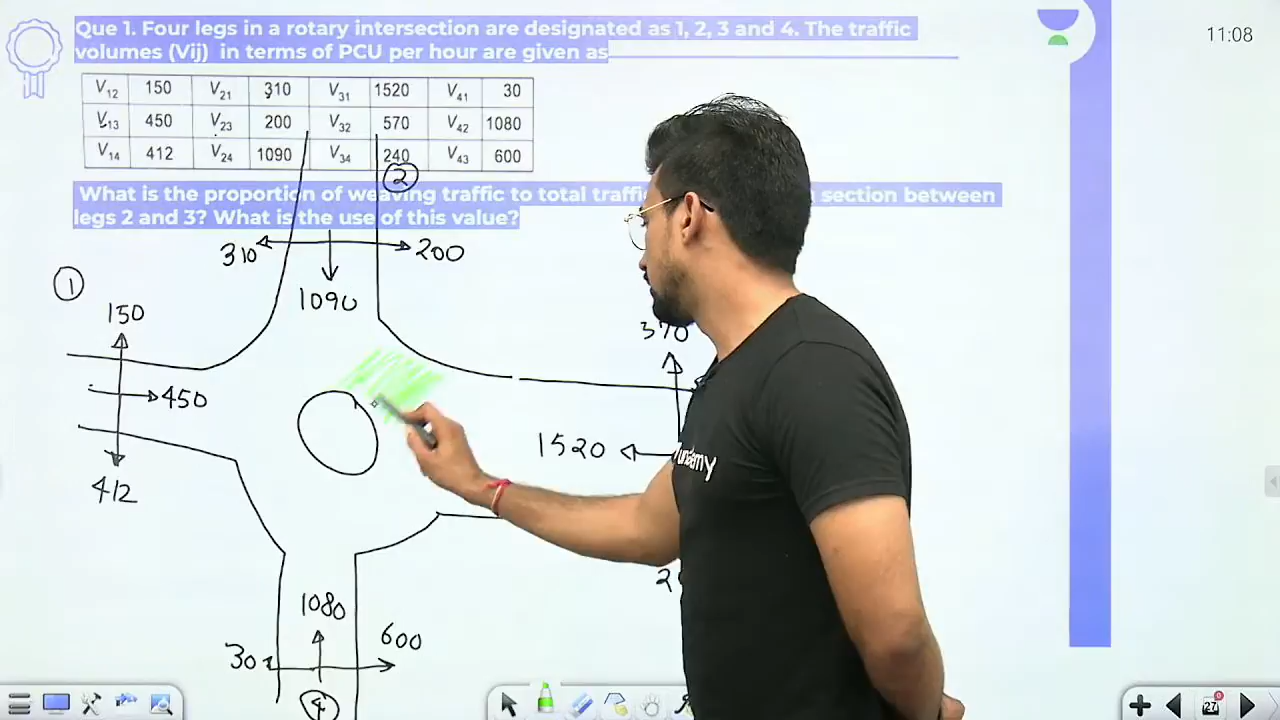 Que 1. Four legs in a rotary intersection are designated as 1, 2, 3 and 4. The traffic
volumes (Vij) in terms of PCU per hour are given as
11:08
V12 150 V21 310 V31 1520 V41 30
V13 450 V23 200 V32 570 V42 1080
V14 412 V24 1090 V34 240 V43 600
2
What is the proportion of weaving traffic to total section between
legs 2 and 3? What is the use of this value?
310 200
1
1090
150
370
450
1520
412
1080
600
30
4
27